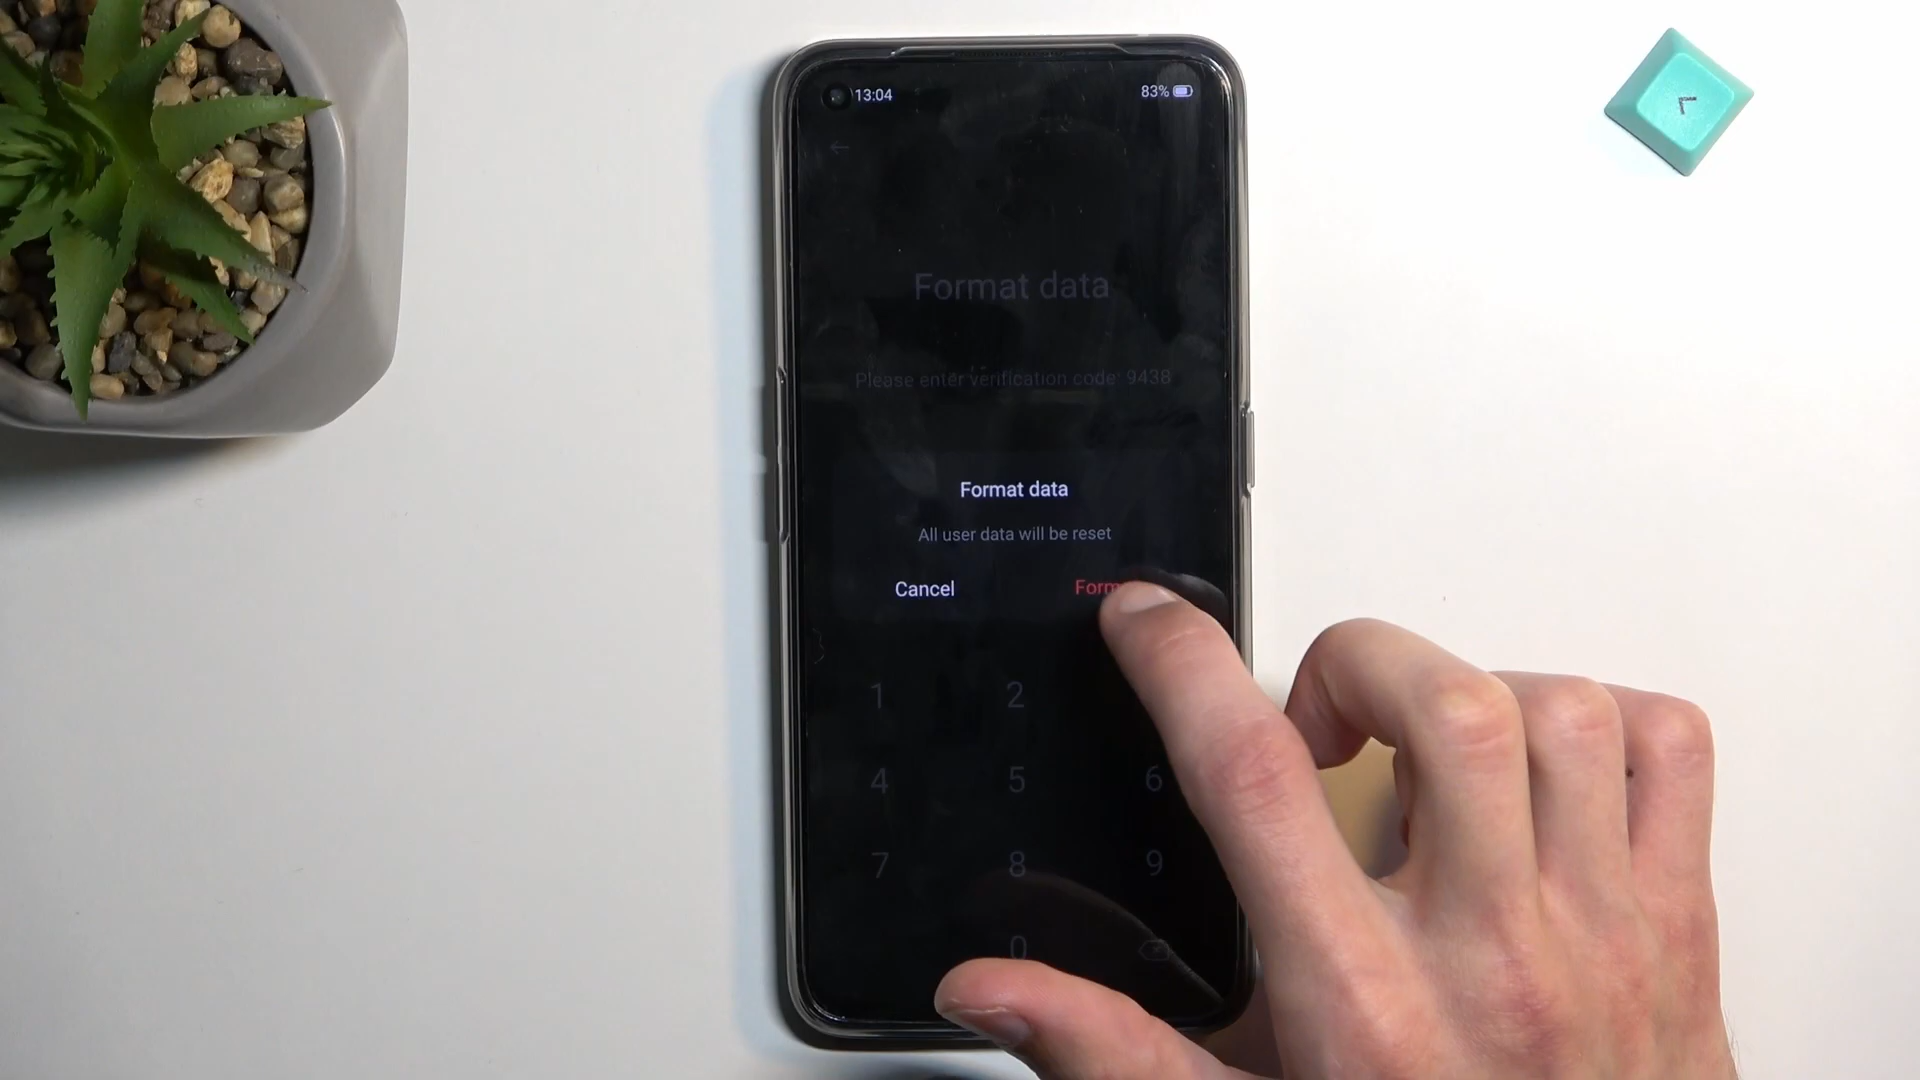 13:04 83%
Format data
Please enter verification code: 9438
Format data
All user data will be reset
Cancel Form
1 2
4 5 6
7 8 9
0